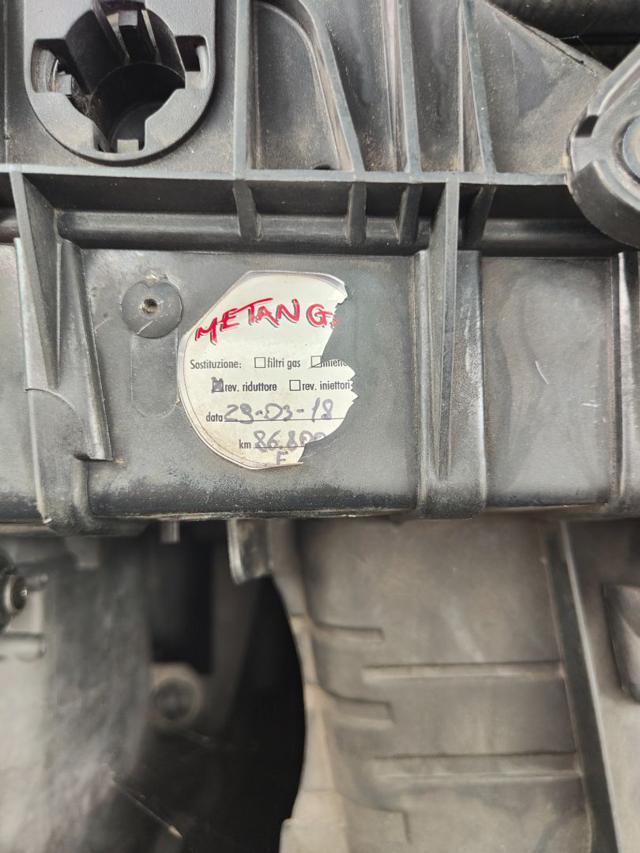 METAN G
Sostituzione: ☐ filtri gas ☐
☒ rev. riduttore ☐ rev. iniettori
data 29-03-18
km 86.800
F